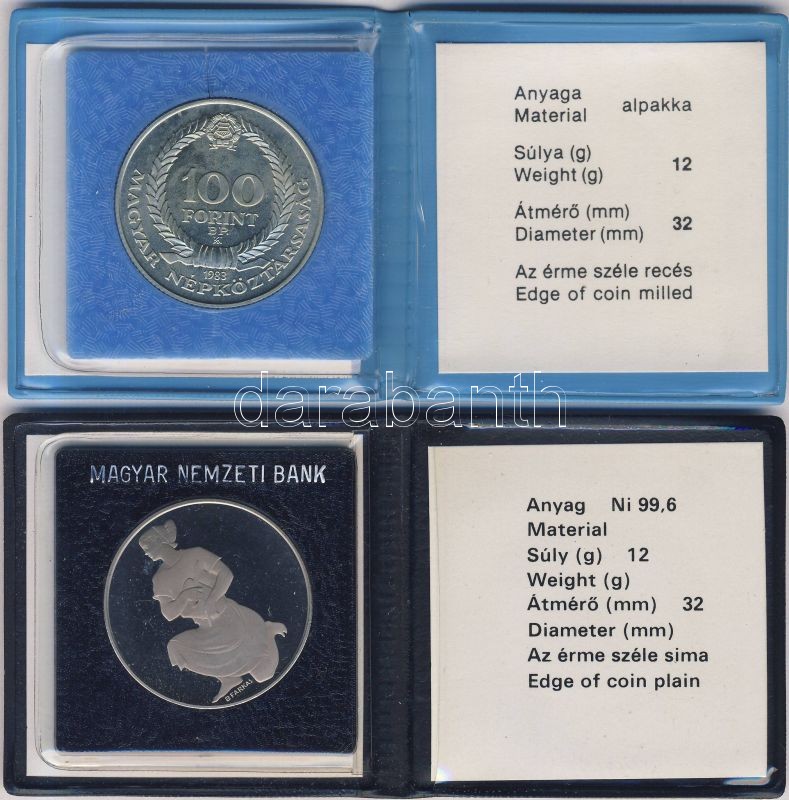 100
FORINT
BP.
1983
MAGYAR NÉPKÖZTÁRSASÁG
Anyaga
Material alpakka
Súlya (g)
Weight (g) 12
Átmérő (mm)
Diameter (mm) 32
Az érme széle recés
Edge of coin milled
darabanth
MAGYAR NEMZETI BANK
B FARKAS
Anyag Ni 99,6
Material
Súly (g) 12
Weight (g)
Átmérő (mm) 32
Diameter (mm)
Az érme széle sima
Edge of coin plain